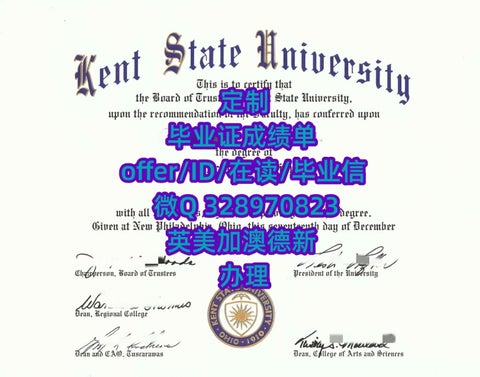 Kent State University
This is to certify that
the Board of State University,
upon the recommendation Faculty, has conferred upon
定制
毕业证成绩单
the degree of
offer/ID/在读/毕业信
微Q 328970823
with all degree.
Given at New Philadelphia, Ohio, this seventeenth day of December
英美加澳德新
办理
Chairperson, Board of Trustees
President of the University
Dean, Regional College
KENT STATE UNIVERSITY
OHIO 1910
Dean and CAO, Tuscarawas
Dean, College of Arts and Sciences